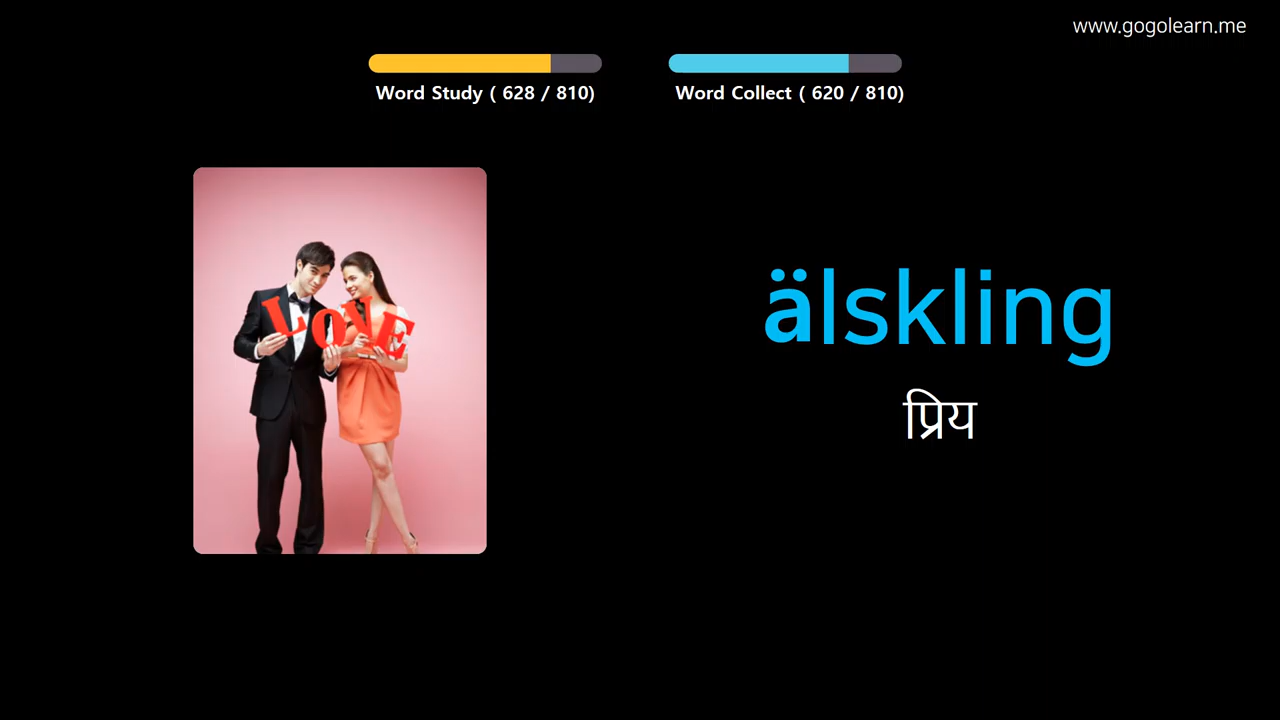 www.gogolearn.me
Word Study ( 628 / 810)
Word Collect ( 620 / 810)
LOVE
älskling
प्रिय